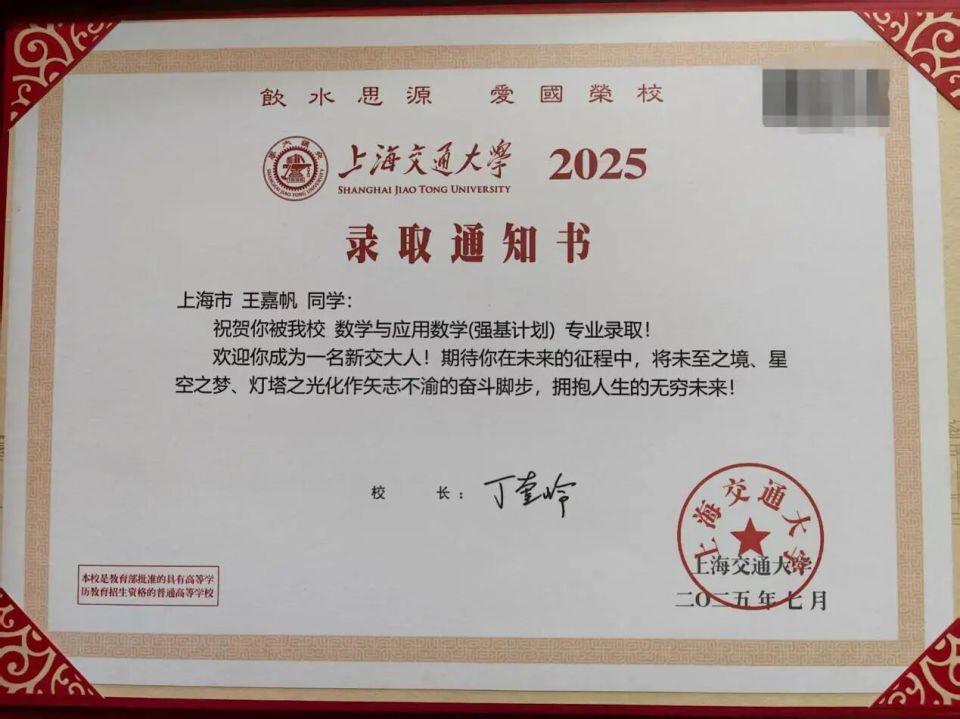 飲水思源 愛國榮校
上海交通大學 2025
SHANGHAI JIAO TONG UNIVERSITY
录取通知书
上海市 王嘉帆 同学：
祝贺你被我校 数学与应用数学(强基计划) 专业录取！
欢迎你成为一名新交大人！期待你在未来的征程中，将未至之境、星
空之梦、灯塔之光化作矢志不渝的奋斗脚步，拥抱人生的无穷未来！
校 长：丁奎岭
上海交通大学
上海交通大学
二〇二五年七月
本校是教育部批准的具有高等学
历教育招生资格的普通高等学校